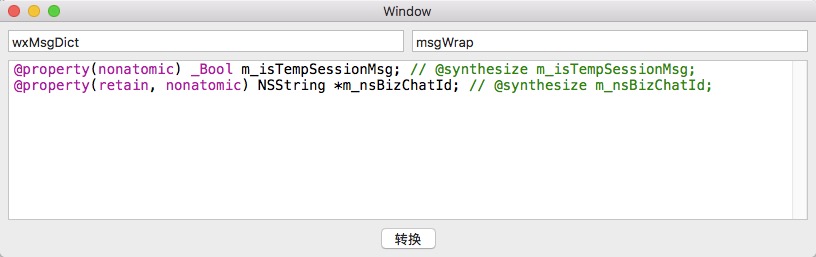 Window
wxMsgDict
msgWrap
@property(nonatomic) _Bool m_isTempSessionMsg; // @synthesize m_isTempSessionMsg;
@property(retain, nonatomic) NSString *m_nsBizChatId; // @synthesize m_nsBizChatId;
转换